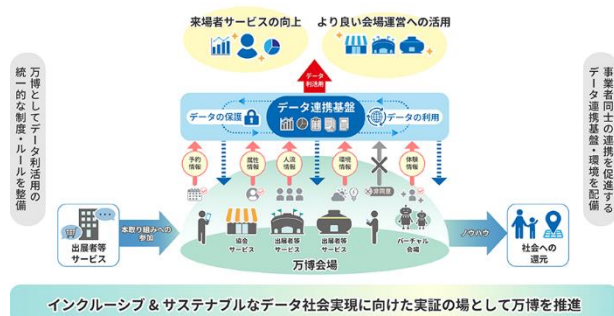 来場者サービスの向上
より良い会場運営への活用
万博としてデータ利活用の
統一的な制度・ルールを整備
事業者同士の連携を促進する
データ連携基盤・環境を配備
データ
利活用
データ連携基盤
データの保護
データの利用
予約
情報
属性
情報
人流
情報
環境
情報
体験
情報
非同意
出展者等
サービス
本取り組みへの
参加
協会
サービス
出展者等
サービス
出展者等
サービス
バーチャル
会場
万博会場
ノウハウ
社会への
還元
インクルーシブ & サステナブルなデータ社会実現に向けた実証の場として万博を推進